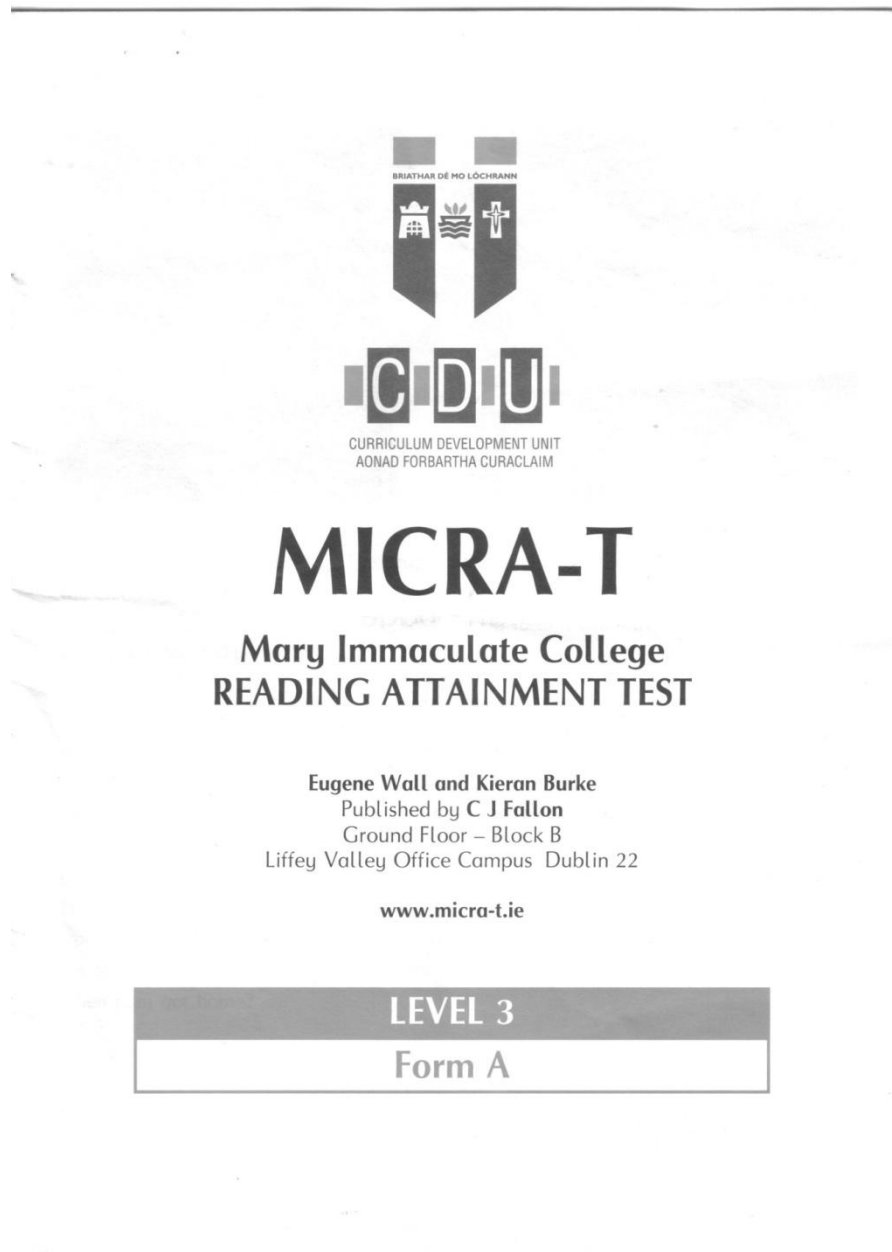 BRIATHAR DÉ MO LÓCHRANN
CDU
CURRICULUM DEVELOPMENT UNIT
AONAD FORBARTHA CURACLAIM
MICRA-T
Mary Immaculate College
READING ATTAINMENT TEST
Eugene Wall and Kieran Burke
Published by C J Fallon
Ground Floor – Block B
Liffey Valley Office Campus Dublin 22
www.micra-t.ie
LEVEL 3
Form A